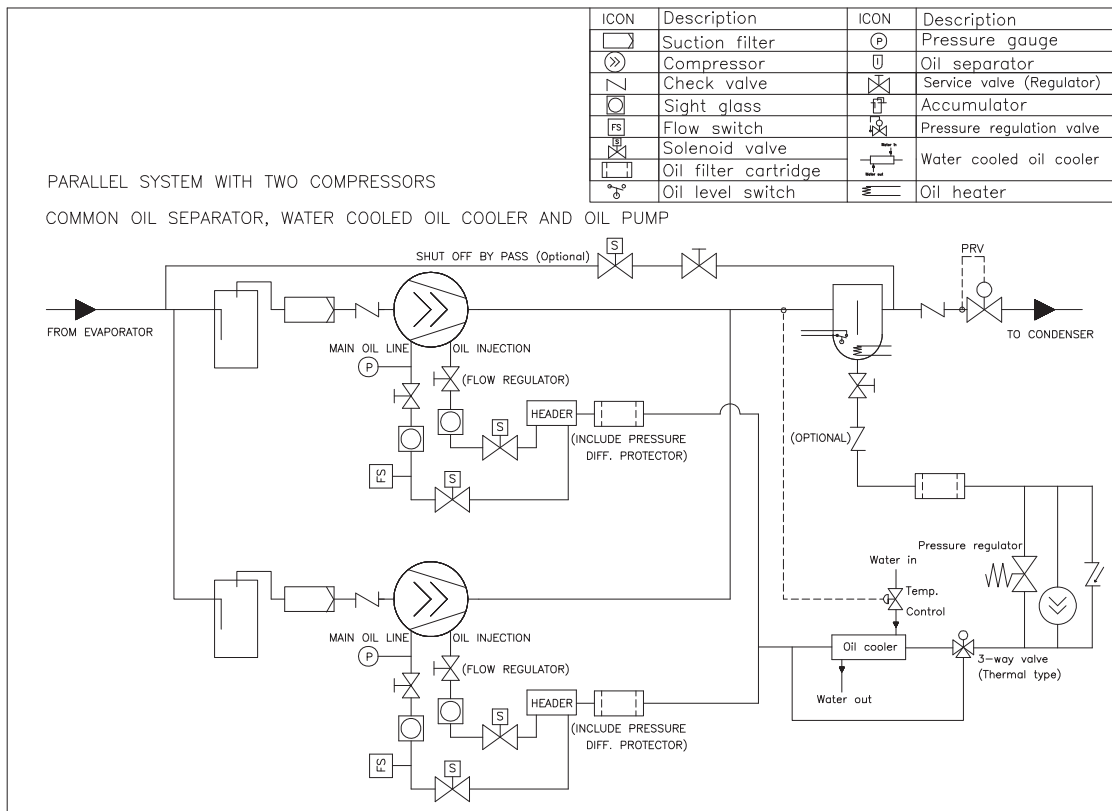 ICON Description ICON Description
Suction filter P Pressure gauge
Compressor Oil separator
Check valve Service valve (Regulator)
Sight glass Accumulator
FS Flow switch Pressure regulation valve
S Solenoid valve Water in Water out Water cooled oil cooler
Oil filter cartridge
Oil level switch Oil heater
PARALLEL SYSTEM WITH TWO COMPRESSORS
COMMON OIL SEPARATOR, WATER COOLED OIL COOLER AND OIL PUMP
SHUT OFF BY PASS (Optional)
S
PRV
FROM EVAPORATOR
TO CONDENSER
MAIN OIL LINE
OIL INJECTION
P
(FLOW REGULATOR)
HEADER
S
(INCLUDE PRESSURE
DIFF. PROTECTOR)
FS
S
(OPTIONAL)
Pressure regulator
Water in
Temp.
Control
Oil cooler
3-way valve
(Thermal type)
Water out
MAIN OIL LINE
OIL INJECTION
P
(FLOW REGULATOR)
HEADER
S
(INCLUDE PRESSURE
DIFF. PROTECTOR)
FS
S